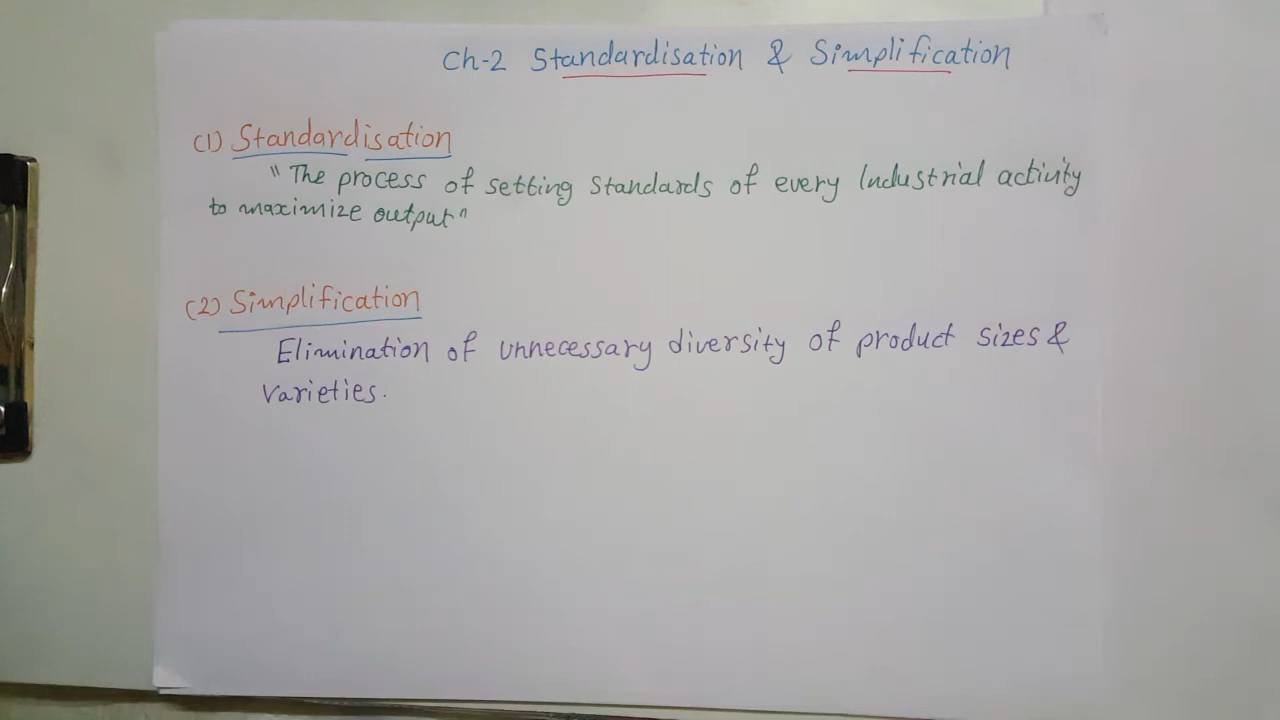 Ch-2 Standardisation & Simplification
(1) Standardisation
"The process of setting standards of every Industrial activity
to maximize output"
(2) Simplification
Elimination of unnecessary diversity of product sizes &
varieties.